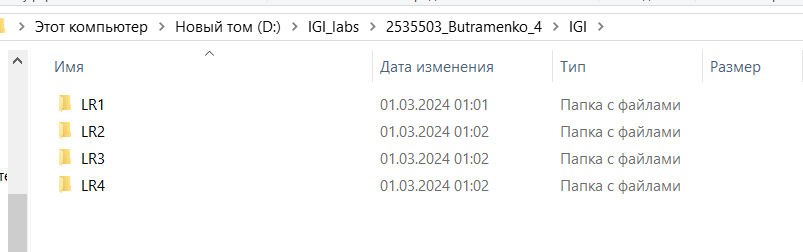 Этот компьютер > Новый том (D:) > IGI_labs > 2535503_Butramenko_4 > IGI >
Имя Дата изменения Тип Размер
LR1 01.03.2024 01:01 Папка с файлами
LR2 01.03.2024 01:02 Папка с файлами
LR3 01.03.2024 01:02 Папка с файлами
LR4 01.03.2024 01:02 Папка с файлами